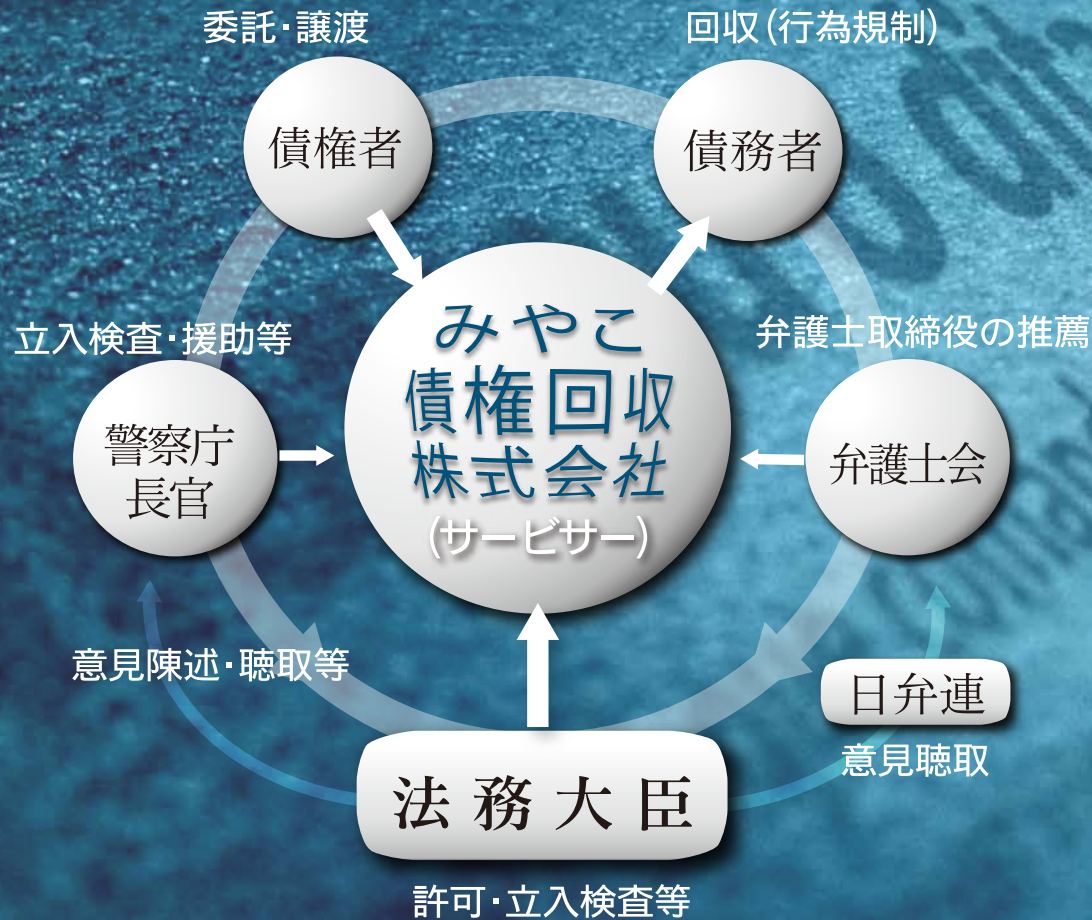 委託・譲渡
回収(行為規制)
債権者
債務者
みやこ
債権回収
株式会社
(サービサー)
立入検査・援助等
弁護士取締役の推薦
警察庁
長官
弁護士会
意見陳述・聴取等
日弁連
意見聴取
法務大臣
許可・立入検査等